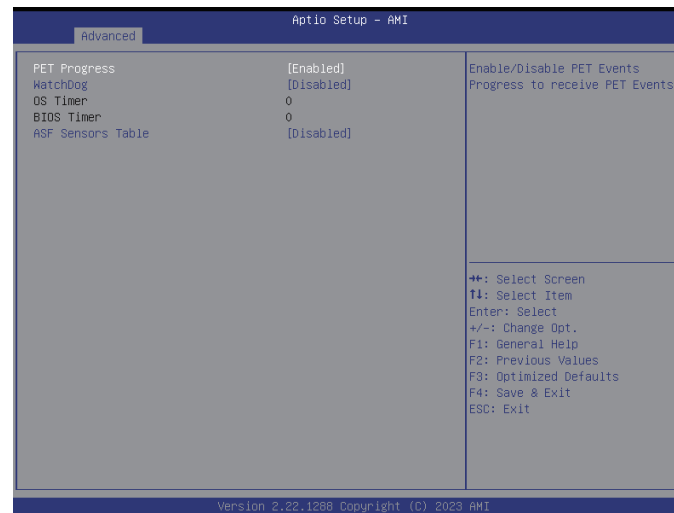 Aptio Setup - AMI
Advanced
PET Progress [Enabled]
WatchDog [Disabled]
OS Timer 0
BIOS Timer 0
ASF Sensors Table [Disabled]
Enable/Disable PET Events
Progress to receive PET Events
→←: Select Screen
↑↓: Select Item
Enter: Select
+/-: Change Opt.
F1: General Help
F2: Previous Values
F3: Optimized Defaults
F4: Save & Exit
ESC: Exit
Version 2.22.1288 Copyright (C) 2023 AMI